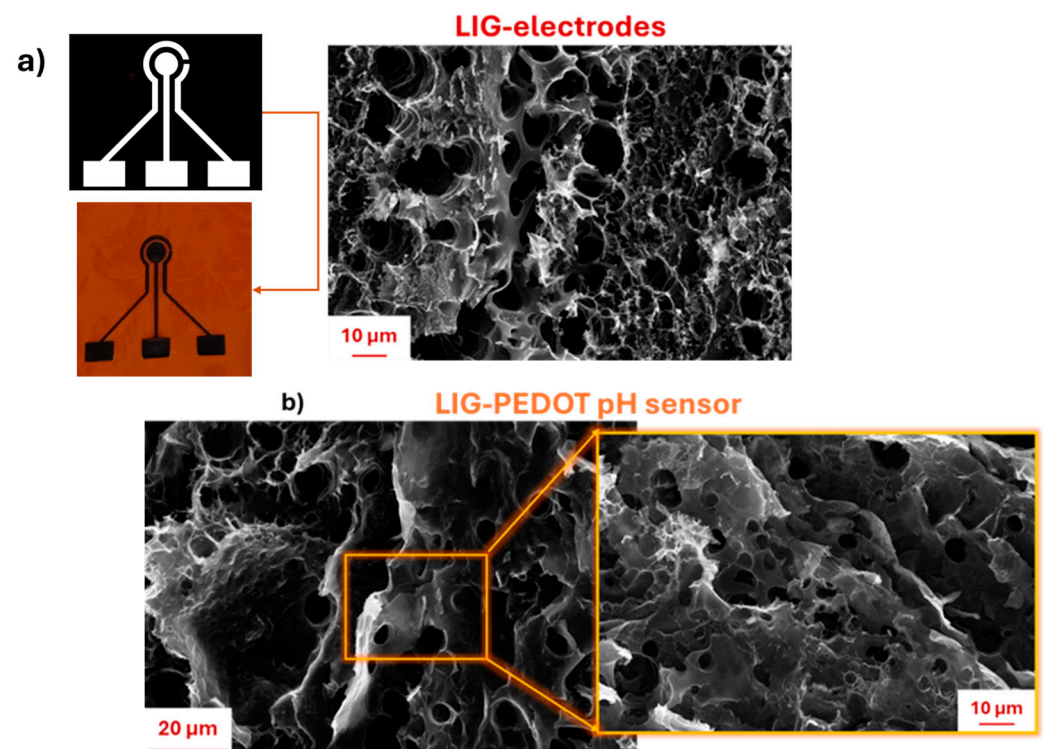 LIG-electrodes
a)
10 µm
b)
LIG-PEDOT pH sensor
20 µm
10 µm